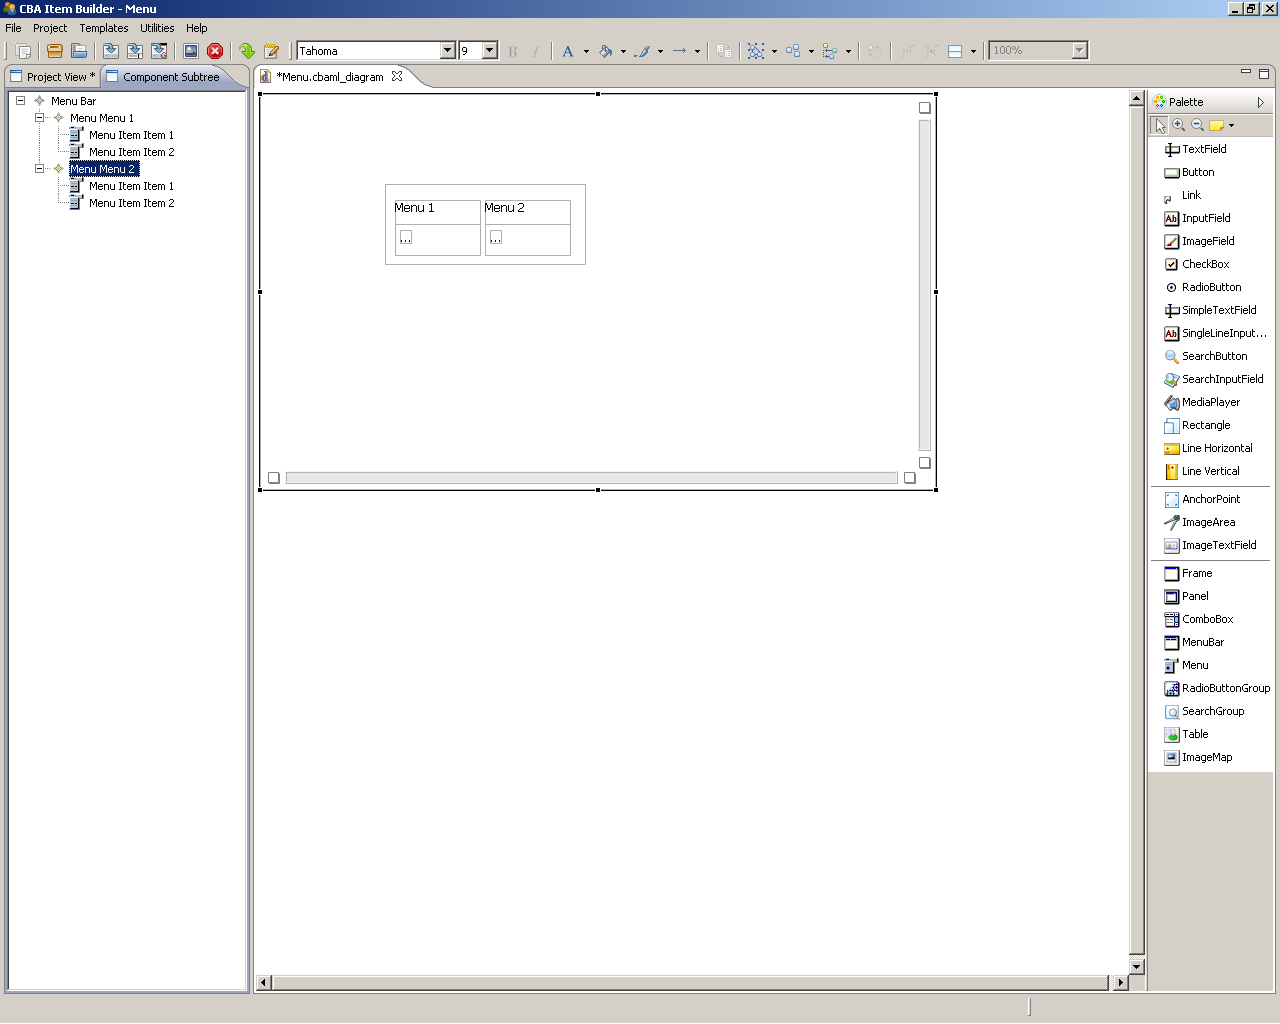 CBA Item Builder - Menu
File Project Templates Utilities Help
Tahoma 9 B I A 100%
Project View * Component Subtree *Menu.cbaml_diagram
Menu Bar
Menu Menu 1
Menu Item Item 1
Menu Item Item 2
Menu Menu 2
Menu Item Item 1
Menu Item Item 2
Menu 1 Menu 2
... ...
Palette
TextField
Button
Link
Ab InputField
ImageField
CheckBox
RadioButton
SimpleTextField
Ab SingleLineInput...
SearchButton
SearchInputField
MediaPlayer
Rectangle
Line Horizontal
Line Vertical
AnchorPoint
ImageArea
ImageTextField
Frame
Panel
ComboBox
MenuBar
Menu
RadioButtonGroup
SearchGroup
Table
ImageMap